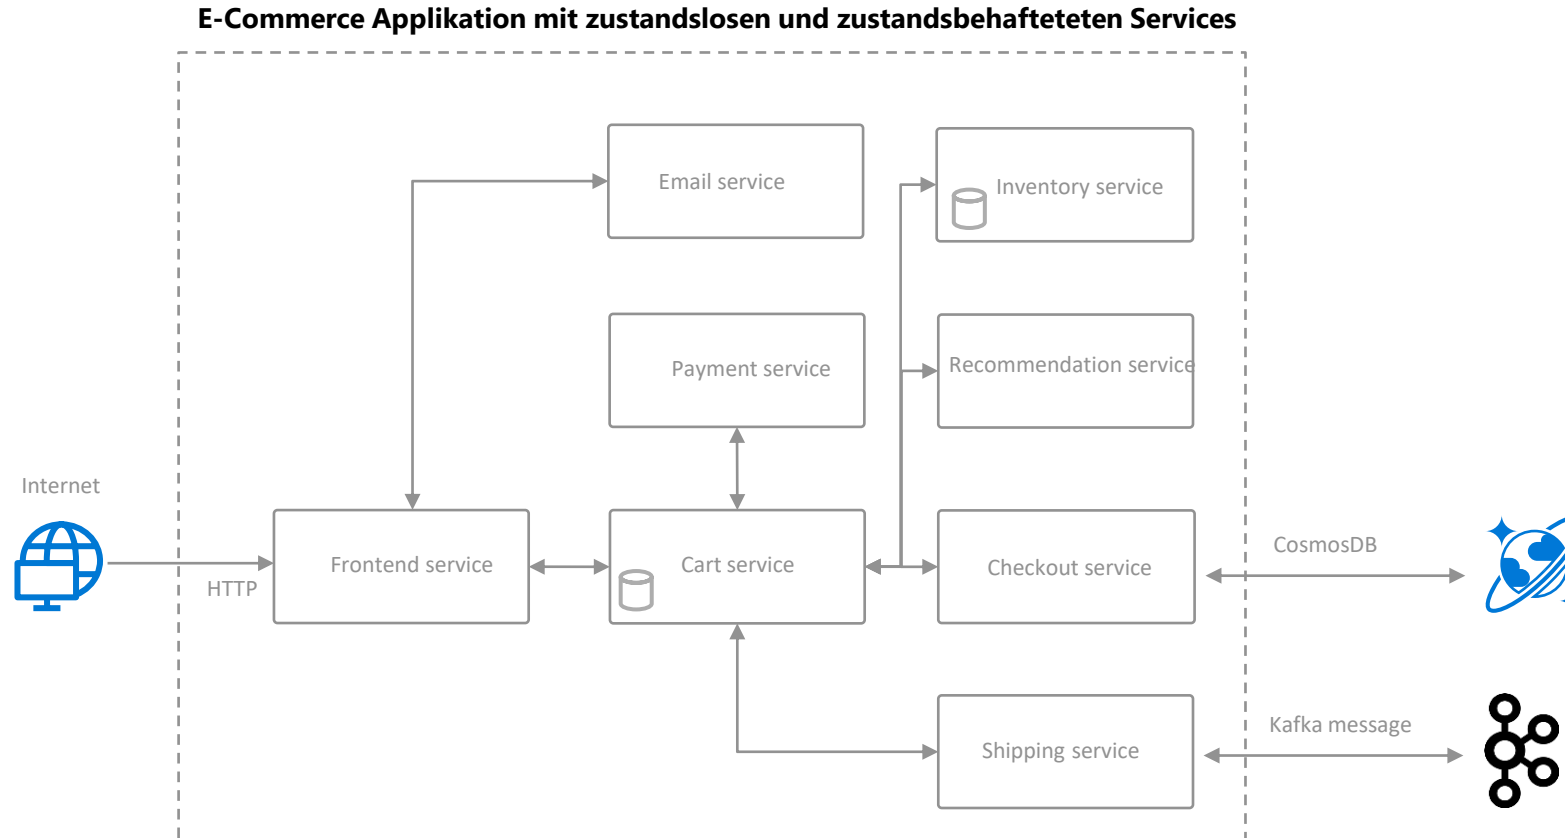 E-Commerce Applikation mit zustandslosen und zustandsbehafteteten Services
Email service
Inventory service
Payment service
Recommendation service
Internet
HTTP
Frontend service
Cart service
Checkout service
CosmosDB
Shipping service
Kafka message